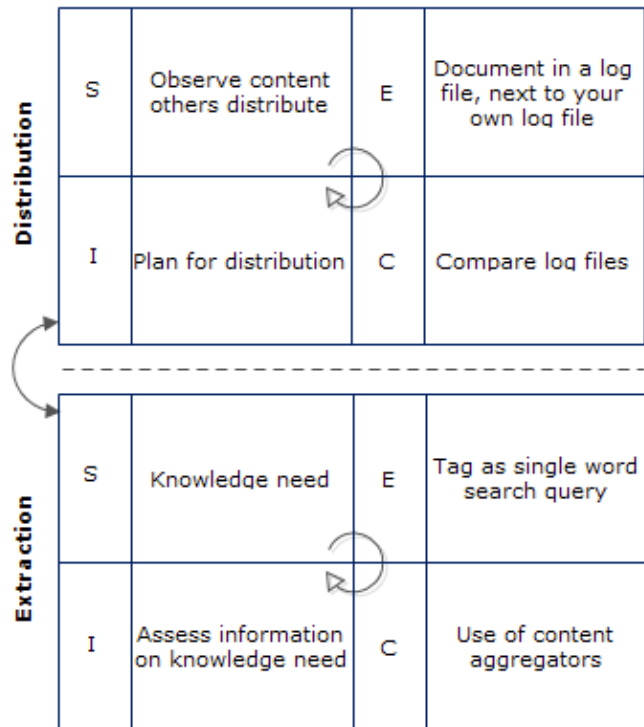 Distribution
S
Observe content
others distribute
E
Document in a log
file, next to your
own log file
I
Plan for distribution
C
Compare log files
Extraction
S
Knowledge need
E
Tag as single word
search query
I
Assess information
on knowledge need
C
Use of content
aggregators